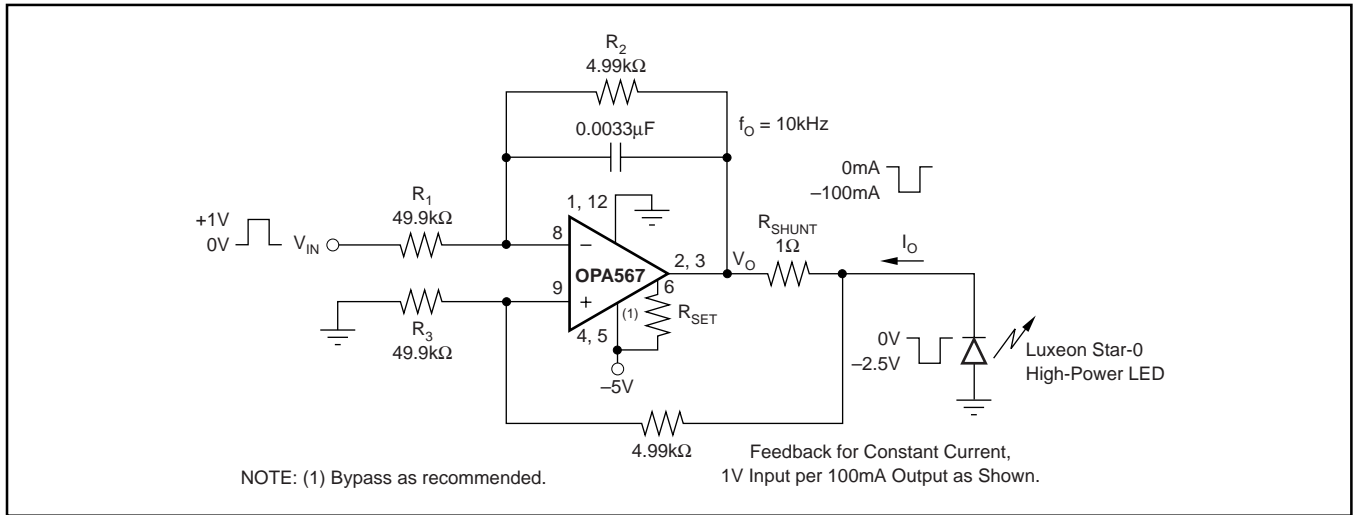 R2
4.99kΩ
0.0033µF
fO = 10kHz
0mA
–100mA
R1
49.9kΩ
1, 12
RSHUNT
1Ω
+1V
0V
VIN
8
–
OPA567
2, 3
VO
IO
9
+
6
(1)
RSET
R3
49.9kΩ
4, 5
–5V
0V
–2.5V
Luxeon Star-0
High-Power LED
4.99kΩ
Feedback for Constant Current,
1V Input per 100mA Output as Shown.
NOTE: (1) Bypass as recommended.